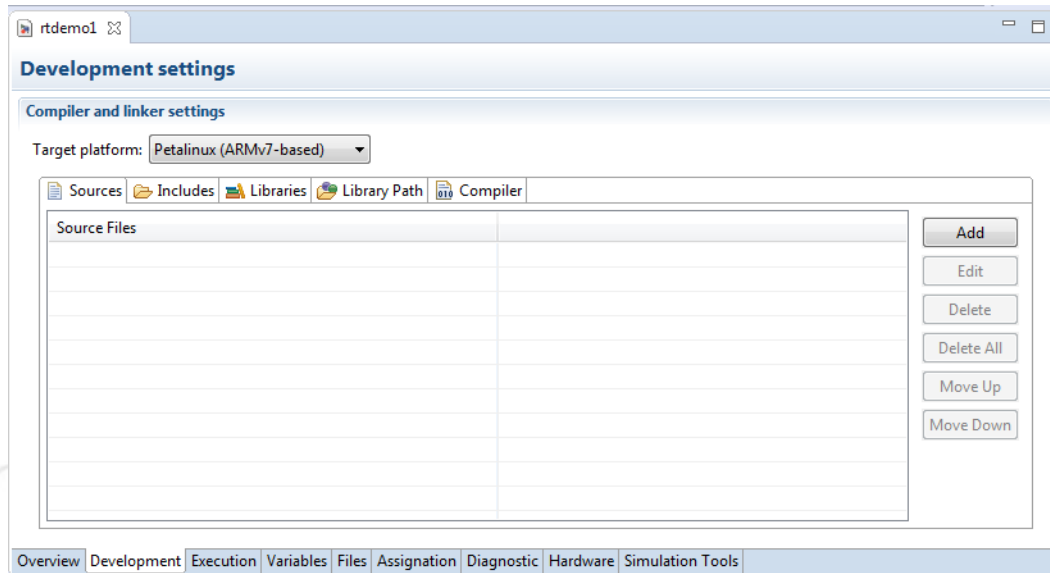 rtdemo1
Development settings
Compiler and linker settings
Target platform: Petalinux (ARMv7-based)
Sources Includes Libraries Library Path Compiler
Source Files
Add
Edit
Delete
Delete All
Move Up
Move Down
Overview Development Execution Variables Files Assignation Diagnostic Hardware Simulation Tools